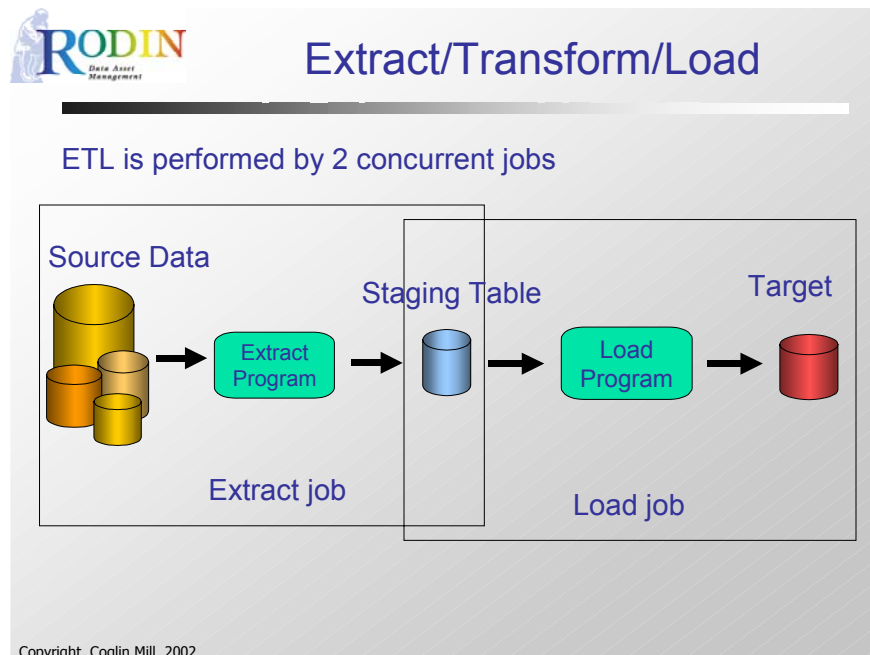 RODIN
Data Asset
Management
Extract/Transform/Load
ETL is performed by 2 concurrent jobs
Source Data
Staging Table
Target
Extract
Program
Load
Program
Extract job
Load job
Copyright Coglin Mill 2002